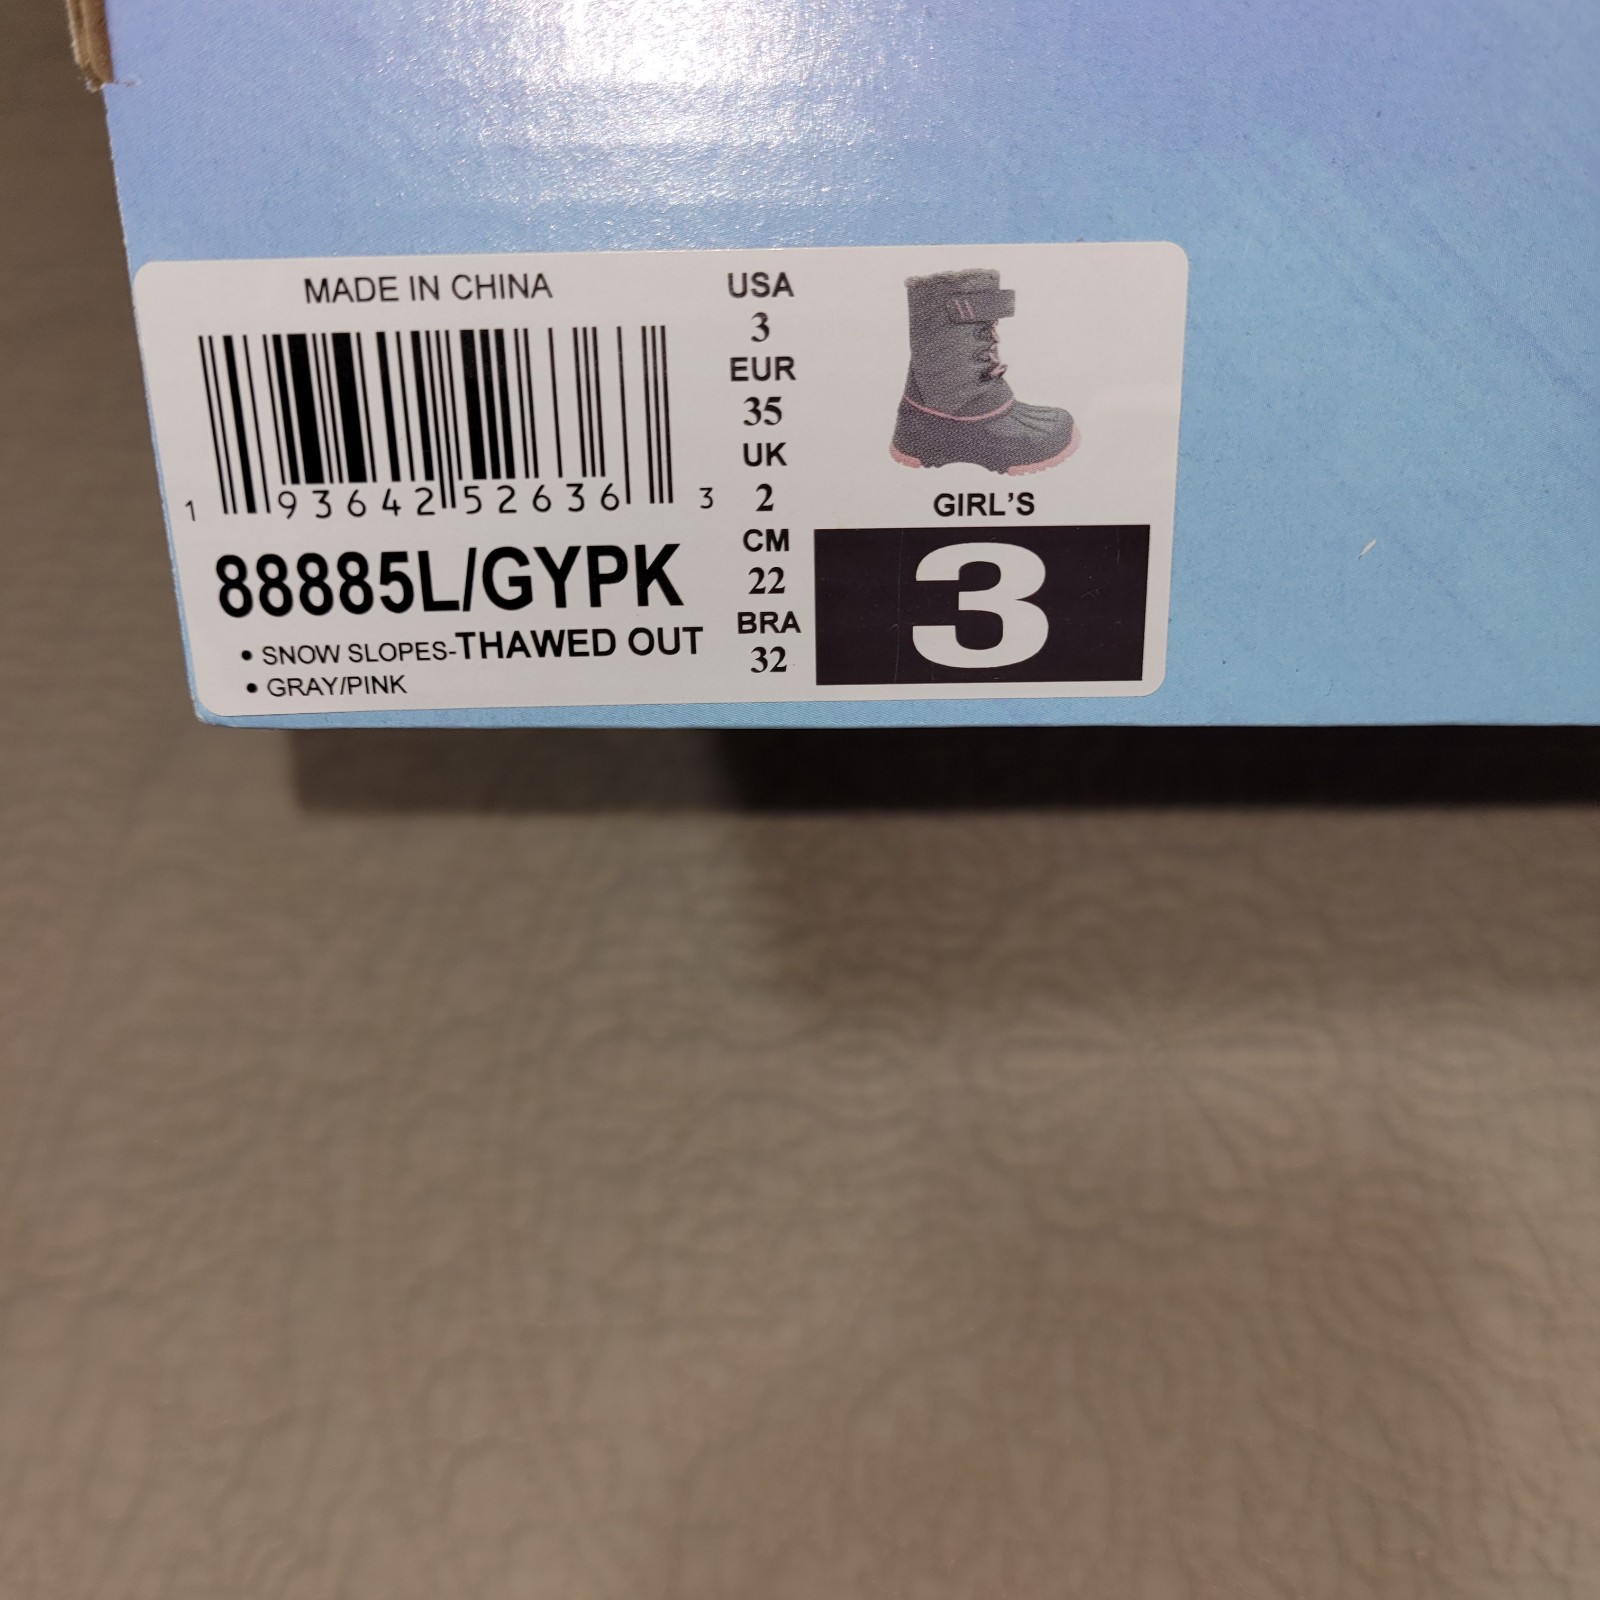 MADE IN CHINA
1 93642 52636 3
88885L/GYPK
• SNOW SLOPES-THAWED OUT
• GRAY/PINK
USA
3
EUR
35
UK
2
CM
22
BRA
32
GIRL'S
3